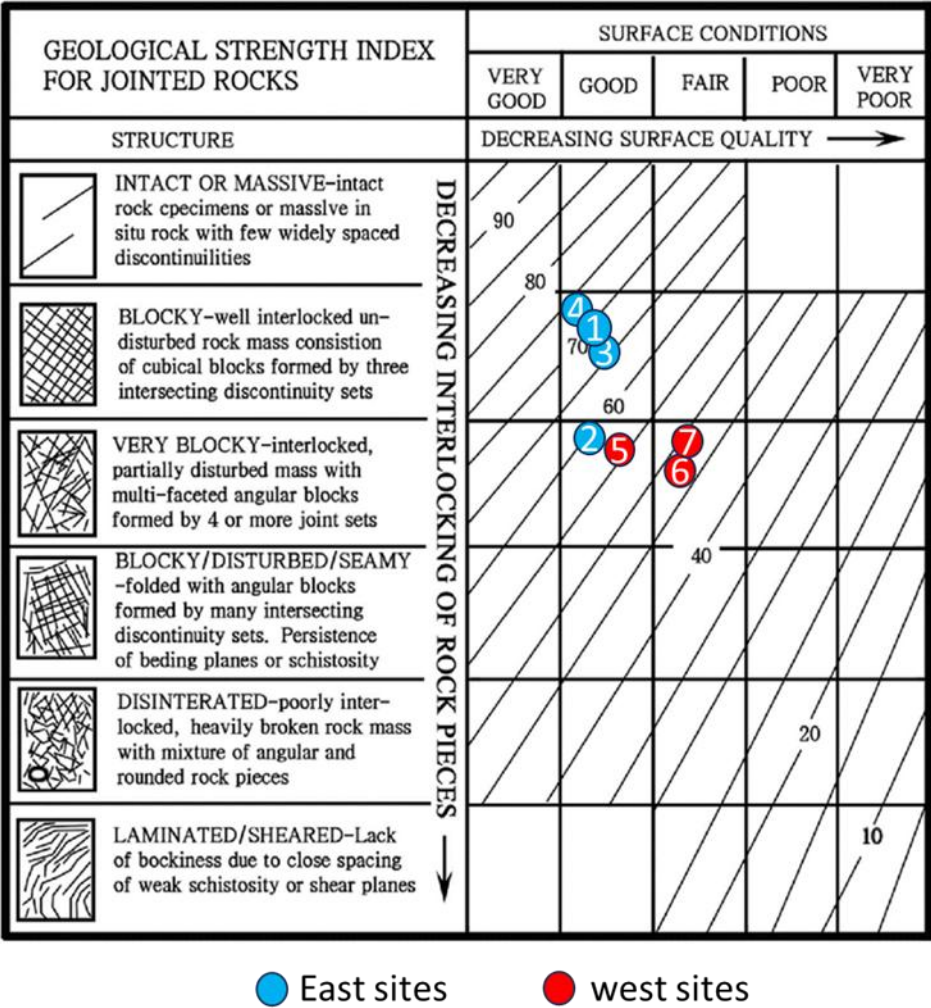 GEOLOGICAL STRENGTH INDEX
FOR JOINTED ROCKS
SURFACE CONDITIONS
VERY
GOOD
GOOD
FAIR
POOR
VERY
POOR
STRUCTURE
DECREASING SURFACE QUALITY
INTACT OR MASSIVE-intact
rock cpecimens or masslve in
situ rock with few widely spaced
discontinuilities
BLOCKY-well interlocked un-
disturbed rock mass consistion
of cubical blocks formed by three
intersecting discontinuity sets
VERY BLOCKY-interlocked,
partially disturbed mass with
multi-faceted angular blocks
formed by 4 or more joint sets
BLOCKY/DISTURBED/SEAMY
-folded with angular blocks
formed by many intersecting
discontinuity sets. Persistence
of beding planes or schistosity
DISINTERATED-poorly inter-
locked, heavily broken rock mass
with mixture of angular and
rounded rock pieces
LAMINATED/SHEARED-Lack
of bockiness due to close spacing
of weak schistosity or shear planes
DECREASING INTERLOCKING OF ROCK PIECES
90
80
4
1
70
3
60
2
5
7
6
40
20
10
East sites
west sites